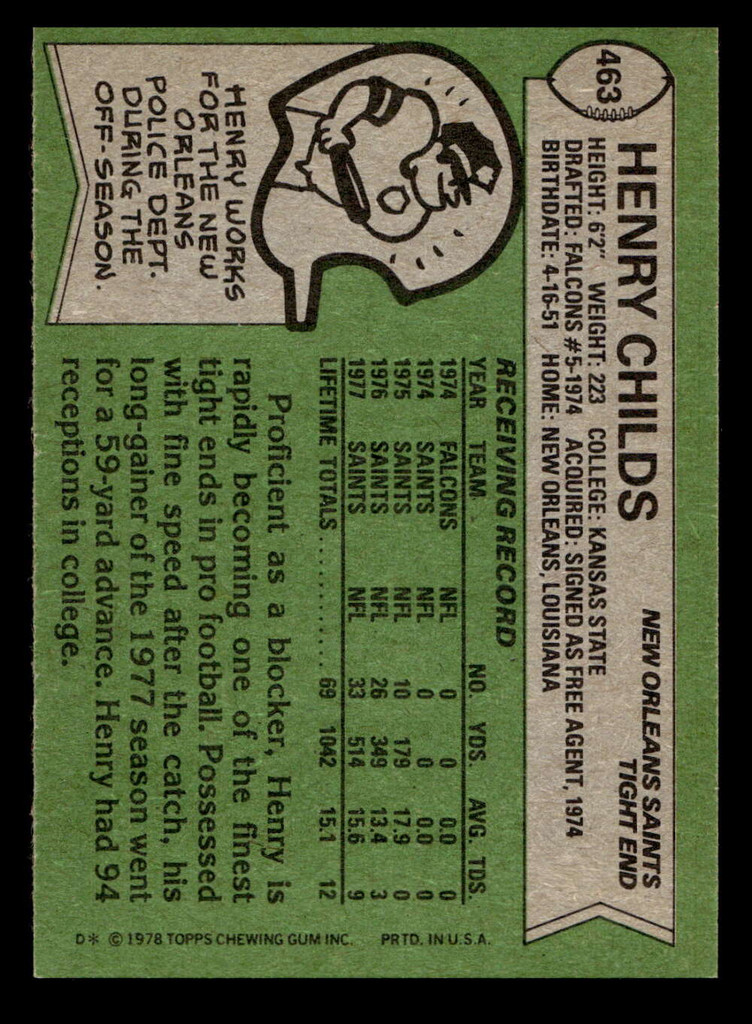 463
HENRY CHILDS
NEW ORLEANS SAINTS
TIGHT END
HEIGHT: 6'2" WEIGHT: 223 COLLEGE: KANSAS STATE
DRAFTED: FALCONS #5-1974 ACQUIRED: SIGNED AS FREE AGENT, 1974
BIRTHDATE: 4-16-51 HOME: NEW ORLEANS, LOUISIANA
HENRY WORKS
FOR THE NEW
ORLEANS
POLICE DEPT.
DURING THE
OFF-SEASON.
RECEIVING RECORD
YEAR TEAM NO. YDS. AVG. TDS.
1974 FALCONS NFL 0 0 0.0 0
1974 SAINTS NFL 0 0 0.0 0
1975 SAINTS NFL 10 179 17.9 0
1976 SAINTS NFL 26 349 13.4 3
1977 SAINTS NFL 33 514 15.6 9
LIFETIME TOTALS.......... 69 1042 15.1 12
Proficient as a blocker, Henry is
rapidly becoming one of the finest
tight ends in pro football. Possessed
with fine speed after the catch, his
long-gainer of the 1977 season went
for a 59-yard advance. Henry had 94
receptions in college.
D* © 1978 TOPPS CHEWING GUM INC. PRTD. IN U.S.A.